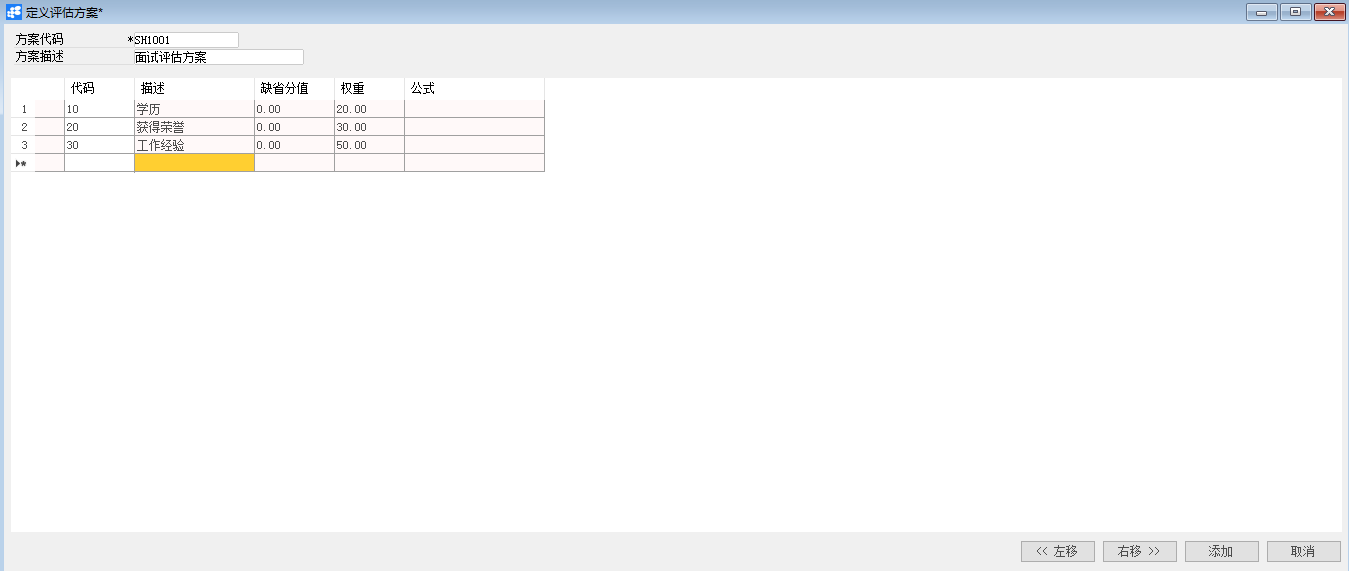 定义评估方案*
方案代码 *SH1001
方案描述 面试评估方案
代码 描述 缺省分值 权重 公式
1 10 学历 0.00 20.00
2 20 获得荣誉 0.00 30.00
3 30 工作经验 0.00 50.00
*
<< 左移 右移 >> 添加 取消